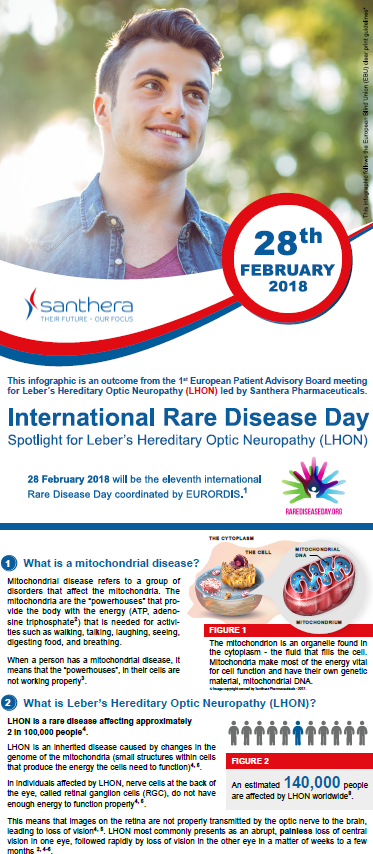 This infographic follows the European Blind Union (EBU) clear print guidelines*
28th
FEBRUARY
2018
santhera
THEIR FUTURE · OUR FOCUS
This infographic is an outcome from the 1st European Patient Advisory Board meeting
for Leber's Hereditary Optic Neuropathy (LHON) led by Santhera Pharmaceuticals.
International Rare Disease Day
Spotlight for Leber's Hereditary Optic Neuropathy (LHON)
28 February 2018 will be the eleventh international
Rare Disease Day coordinated by EURORDIS.1
RAREDISEASEDAY.ORG
1 What is a mitochondrial disease?
Mitochondrial disease refers to a group of
disorders that affect the mitochondria. The
mitochondria are the "powerhouses" that pro-
vide the body with the energy (ATP, adeno-
sine triphosphate2) that is needed for activi-
ties such as walking, talking, laughing, seeing,
digesting food, and breathing.
When a person has a mitochondrial disease, it
means that the "powerhouses", in their cells are
not working properly3.
THE CYTOPLASM
THE CELL
MITOCHONDRIAL
DNA
MITOCHONDRIUM
FIGURE 1
The mitochondrion is an organelle found in
the cytoplasm - the fluid that fills the cell.
Mitochondria make most of the energy vital
for cell function and have their own genetic
material, mitochondrial DNA.
Image copyright owned by Santhera Pharmaceuticals - 2017.
2 What is Leber's Hereditary Optic Neuropathy (LHON)?
LHON is a rare disease affecting approximately
2 in 100,000 people4.
LHON is an inherited disease caused by changes in the
genome of the mitochondria (small structures within cells
that produce the energy the cells need to function)4, 6.
In individuals affected by LHON, nerve cells at the back of
the eye, called retinal ganglion cells (RGC), do not have
enough energy to function properly4, 6.
FIGURE 2
An estimated 140,000 people
are affected by LHON worldwide
This means that images on the retina are not properly transmitted by the optic nerve to the brain,
leading to loss of vision4, 6. LHON most commonly presents as an abrupt, painless loss of central
vision in one eye, followed rapidly by loss of vision in the other eye in a matter of weeks to a few
months 2, 4-6.